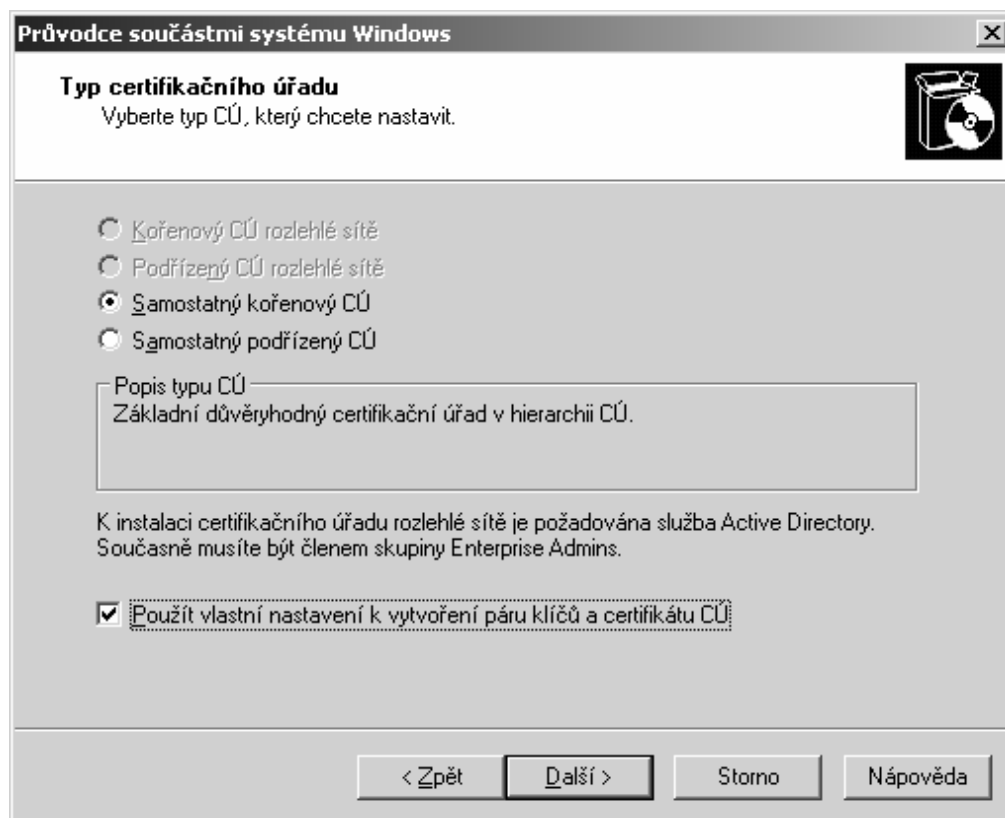 Průvodce součástmi systému Windows
Typ certifikačního úřadu
Vyberte typ CÚ, který chcete nastavit.
Kořenový CÚ rozlehlé sítě
Podřízený CÚ rozlehlé sítě
Samostatný kořenový CÚ
Samostatný podřízený CÚ
Popis typu CÚ
Základní důvěryhodný certifikační úřad v hierarchii CÚ.
K instalaci certifikačního úřadu rozlehlé sítě je požadována služba Active Directory.
Současně musíte být členem skupiny Enterprise Admins.
Použít vlastní nastavení k vytvoření páru klíčů a certifikátu CÚ
< Zpět Další > Storno Nápověda